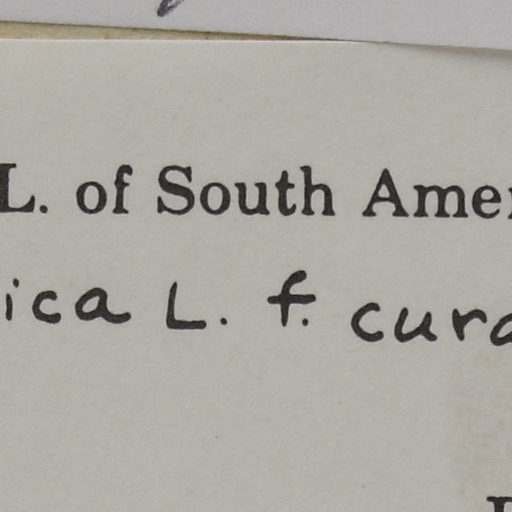 L. of South Amer
ica L. f. cura